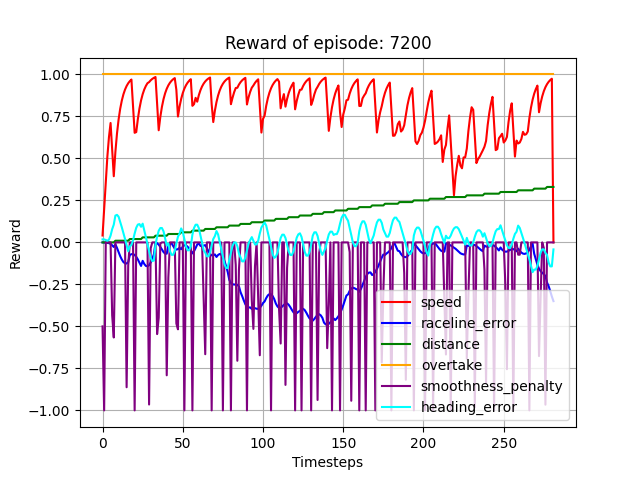 Reward of episode: 7200
Reward
1.00
0.75
0.50
0.25
0.00
−0.25
−0.50
−0.75
−1.00
speed
raceline_error
distance
overtake
smoothness_penalty
heading_error
0 50 100 150 200 250
Timesteps